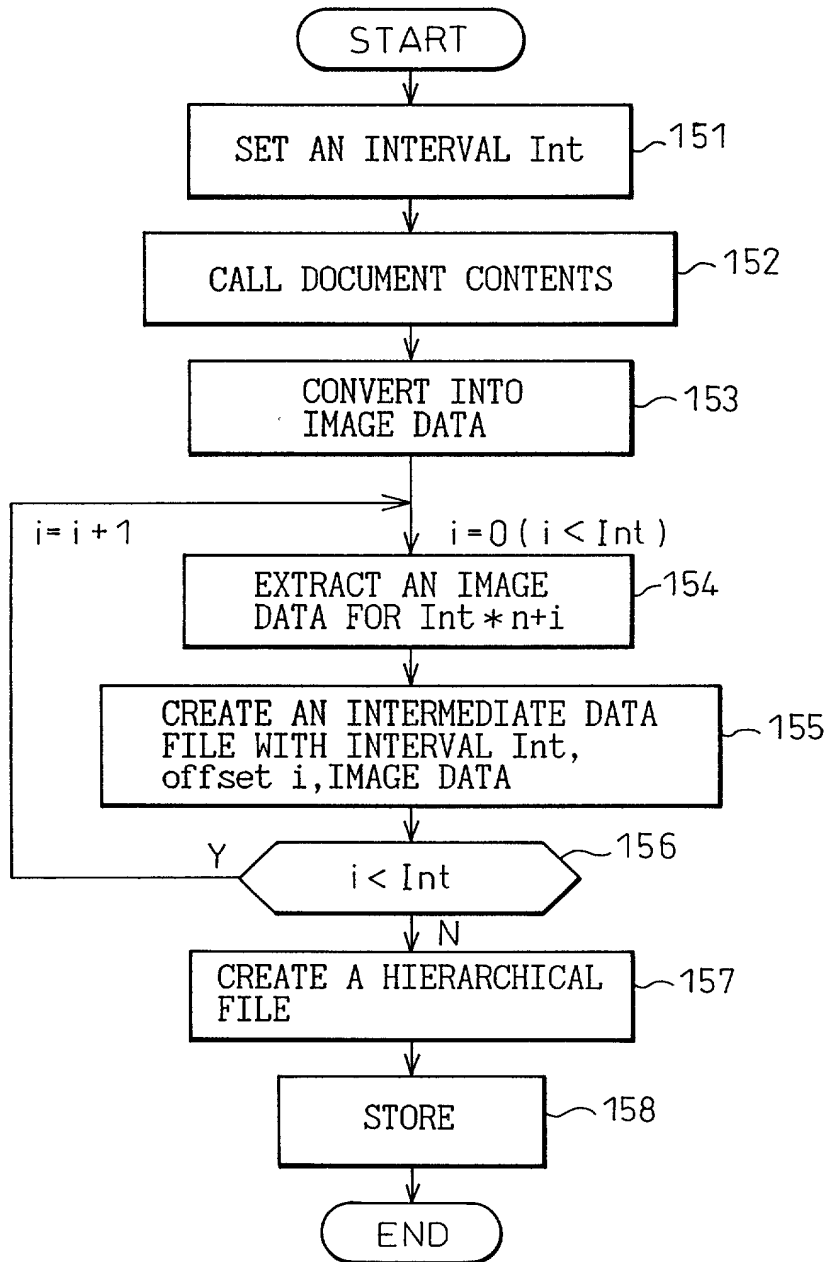 START
SET AN INTERVAL Int
151
CALL DOCUMENT CONTENTS
152
CONVERT INTO
IMAGE DATA
153
i=i+1
i=0(i<Int)
EXTRACT AN IMAGE
DATA FOR Int*n+i
154
CREATE AN INTERMEDIATE DATA
FILE WITH INTERVAL Int,
offset i,IMAGE DATA
155
Y
i<Int
156
N
CREATE A HIERARCHICAL
FILE
157
STORE
158
END